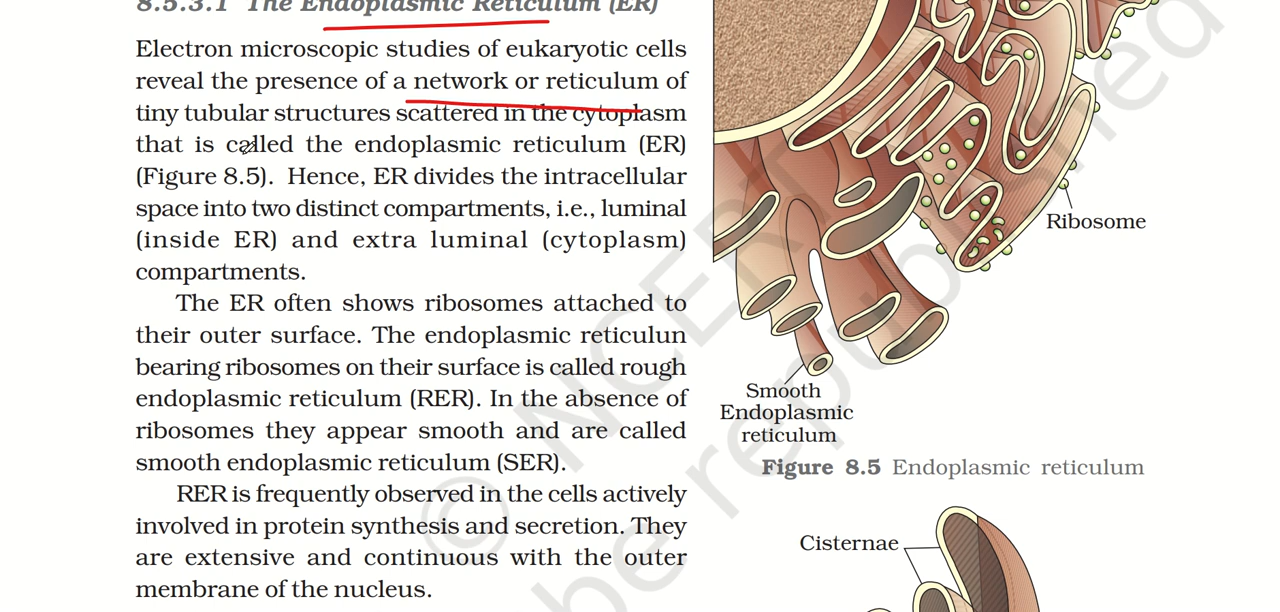 8.5.3.1 The Endoplasmic Reticulum (ER)
Electron microscopic studies of eukaryotic cells
reveal the presence of a network or reticulum of
tiny tubular structures scattered in the cytoplasm
that is called the endoplasmic reticulum (ER)
(Figure 8.5). Hence, ER divides the intracellular
space into two distinct compartments, i.e., luminal
(inside ER) and extra luminal (cytoplasm)
compartments.
The ER often shows ribosomes attached to
their outer surface. The endoplasmic reticulun
bearing ribosomes on their surface is called rough
endoplasmic reticulum (RER). In the absence of
ribosomes they appear smooth and are called
smooth endoplasmic reticulum (SER).
RER is frequently observed in the cells actively
involved in protein synthesis and secretion. They
are extensive and continuous with the outer
membrane of the nucleus.
Ribosome
Smooth
Endoplasmic
reticulum
Figure 8.5 Endoplasmic reticulum
Cisternae
© NCERT
be republished